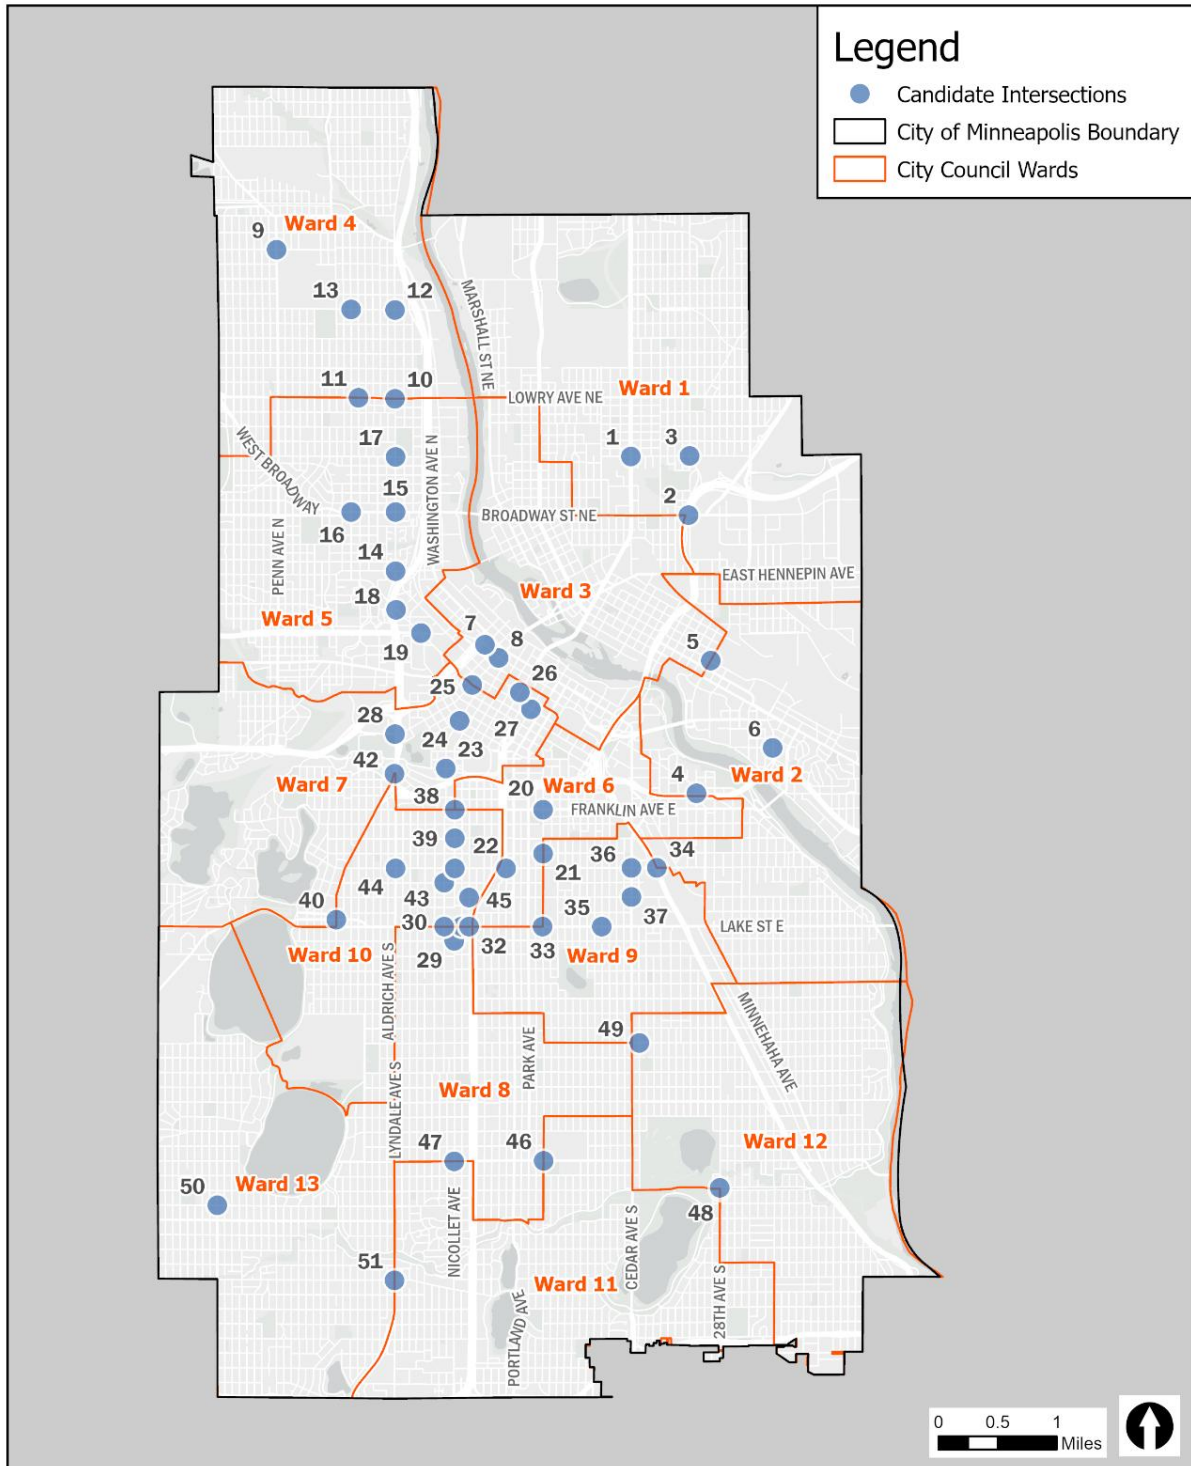 Legend
Candidate Intersections
City of Minneapolis Boundary
City Council Wards
9
Ward 4
13
12
MARSHALL ST NE
11
10
LOWRY AVE NE
Ward 1
17
WEST BROADWAY
WASHINGTON AVE N
1
3
15
2
16
BROADWAY ST NE
14
PENN AVE N
EAST HENNEPIN AVE
18
Ward 3
Ward 5
7
8
5
19
26
25
28
24
27
6
42
23
Ward 7
Ward 6
4
Ward 2
38
20
FRANKLIN AVE E
39
22
36
34
21
44
43
45
40
35
37
30
LAKE ST E
Ward 10
29
32
33
Ward 9
ALDRICH AVE S
MINNEHAHA AVE
49
PARK AVE
LYNDALE AVE S
Ward 8
47
46
Ward 12
50
Ward 13
48
NICOLLET AVE
CEDAR AVE S
51
Ward 11
28TH AVE S
PORTLAND AVE
0 0.5 1
Miles